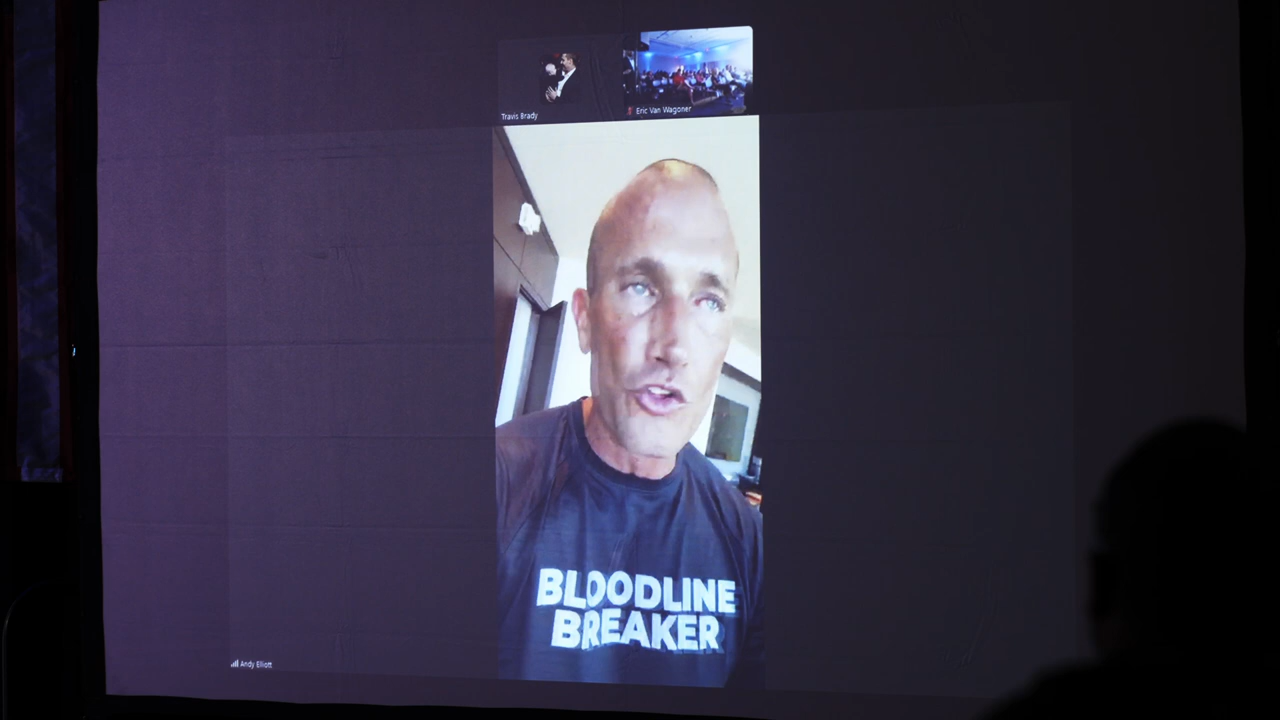 Travis Brady
Eric Van Wagoner
BLOODLINE
BREAKER
Andy Elliott